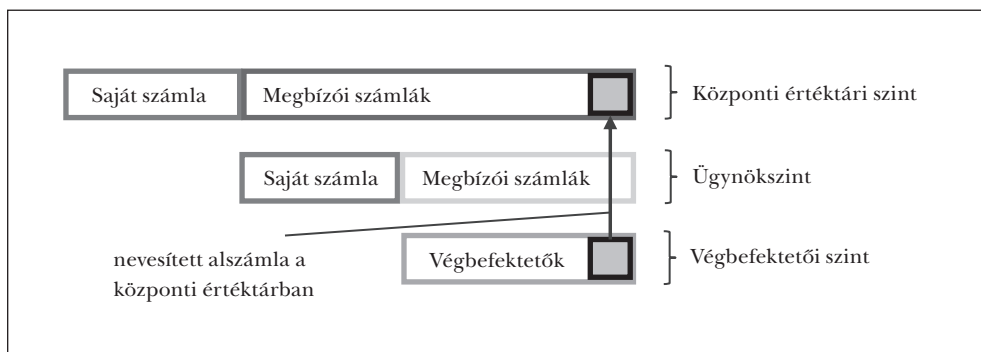 Saját számla Megbízói számlák Központi értéktári szint
Saját számla Megbízói számlák Ügynökszint
Végbefektetők Végbefektetői szint
nevesített alszámla a
központi értéktárban